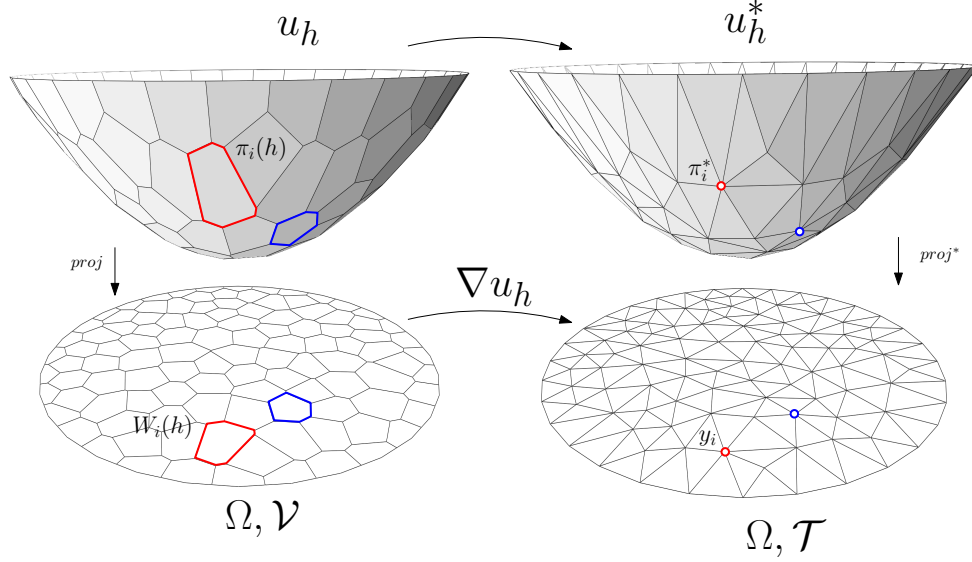 u_h
u_h^*
π_i(h)
π_i^*
proj
∇u_h
proj*
W_i(h)
y_i
Ω, 𝒱
Ω, 𝒯